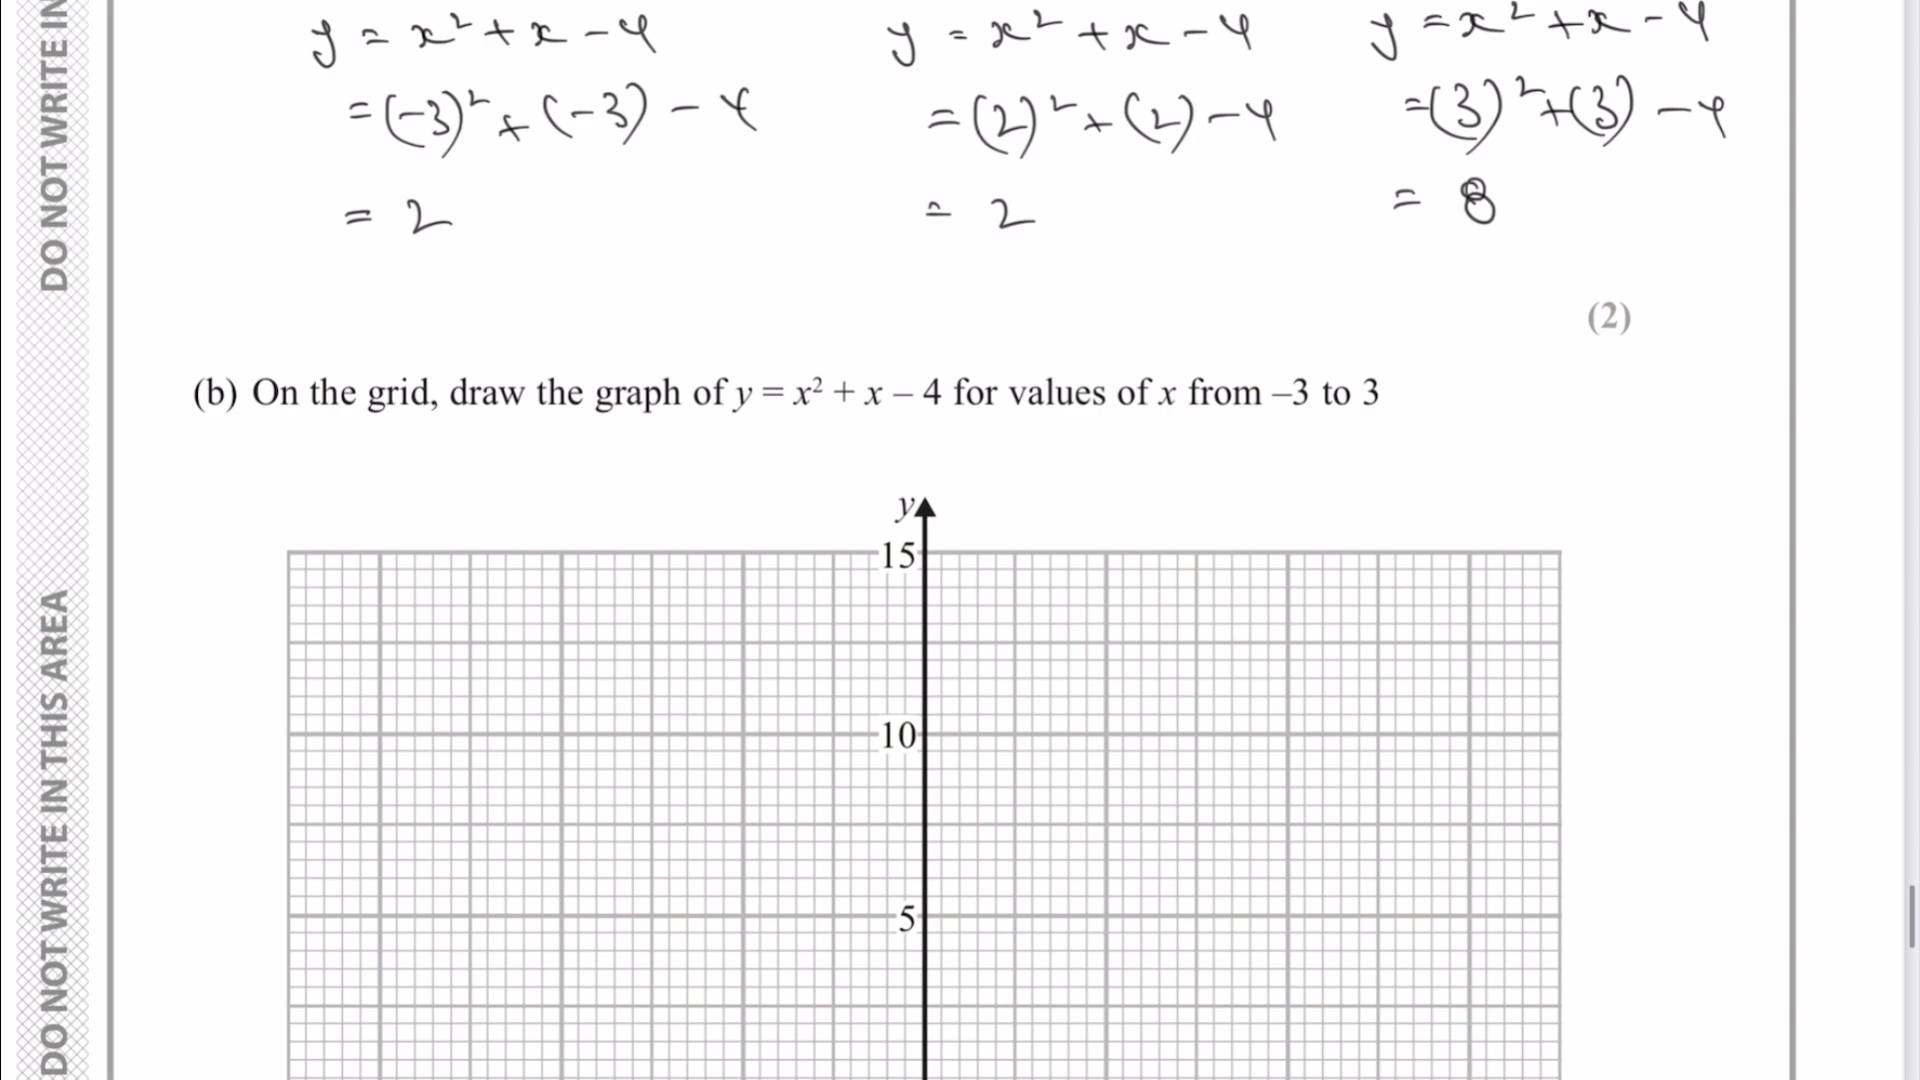 DO NOT WRITE IN
y = x² + x - 4
= (-3)² + (-3) - 4
= 2
y = x² + x - 4
= (2)² + (2) - 4
= 2
y = x² + x - 4
= (3)² + (3) - 4
= 8
(2)
(b) On the grid, draw the graph of y = x² + x – 4 for values of x from –3 to 3
DO NOT WRITE IN THIS AREA
y
15
10
5